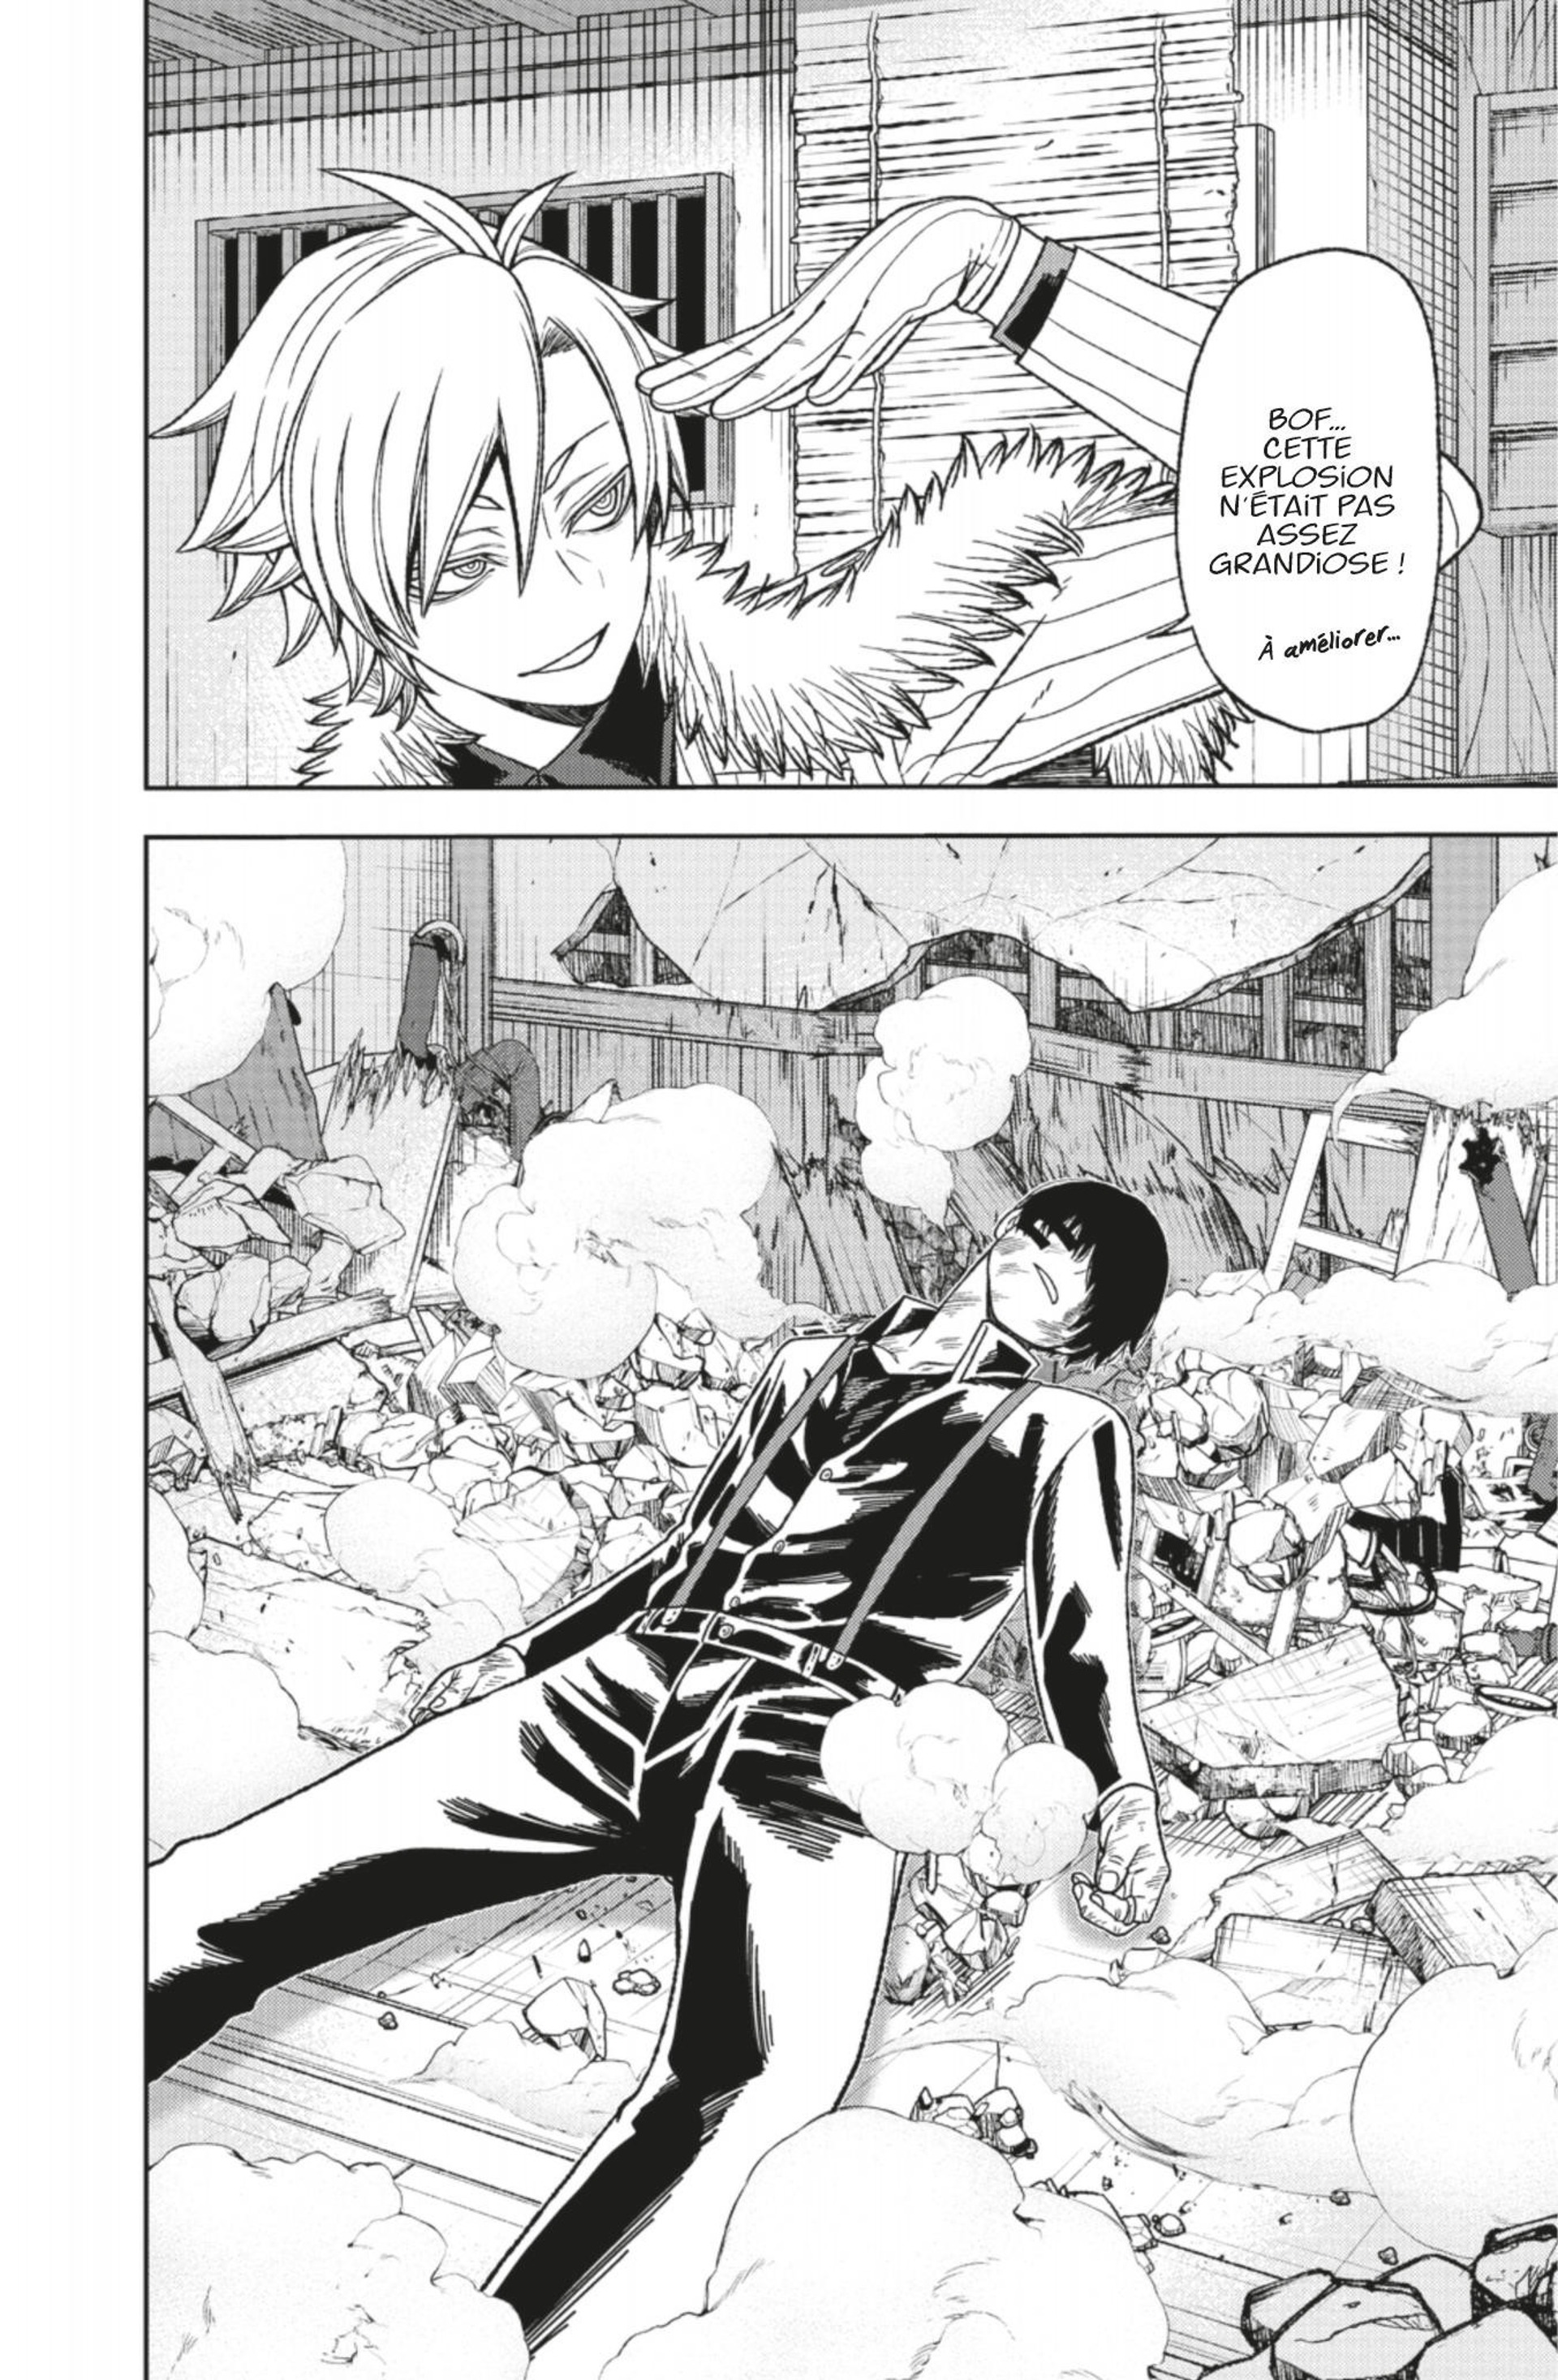 BOF...
CETTE
EXPLOSION
N'ÉTAIT PAS
ASSEZ
GRANDIOSE !
À améliorer...